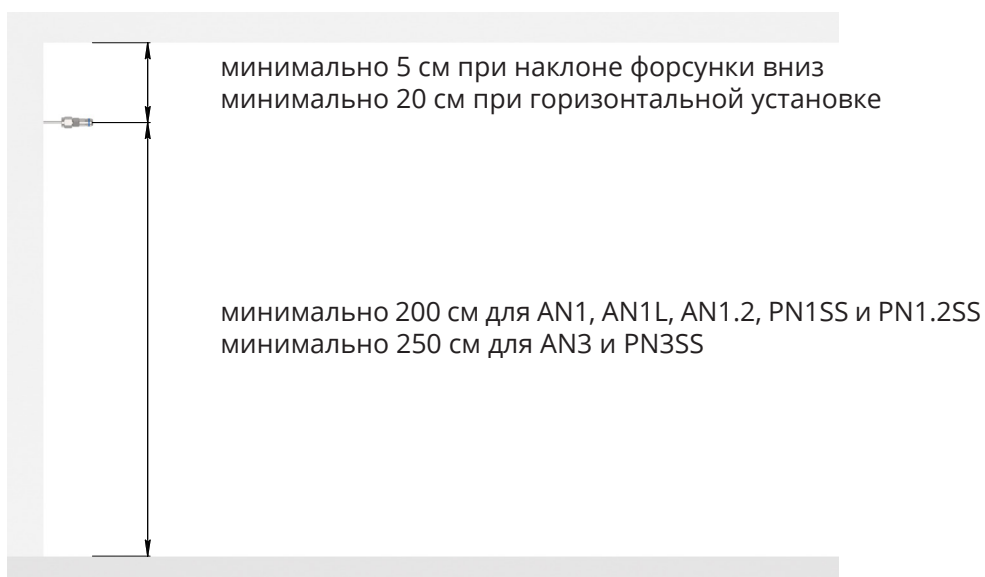 минимально 5 см при наклоне форсунки вниз
минимально 20 см при горизонтальной установке
минимально 200 см для AN1, AN1L, AN1.2, PN1SS и PN1.2SS
минимально 250 см для AN3 и PN3SS